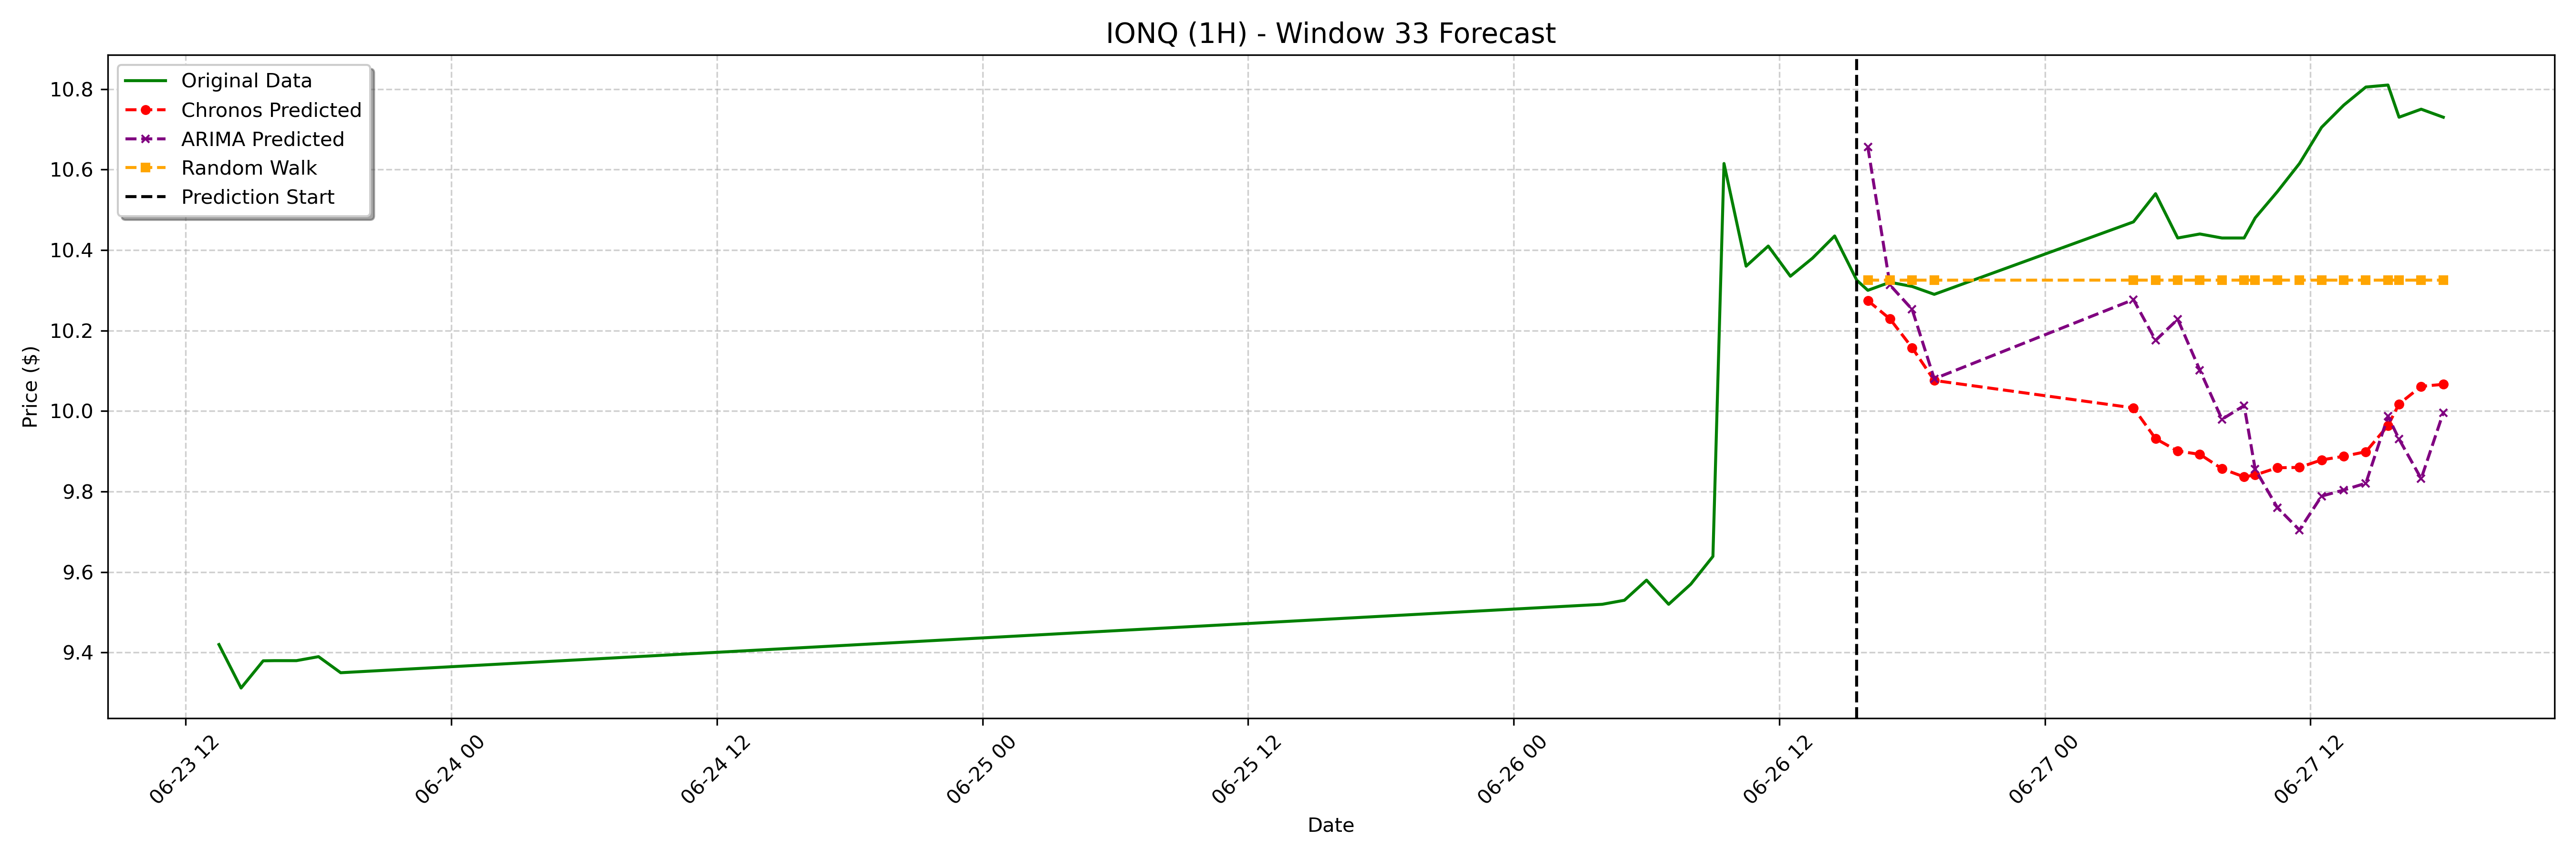 IONQ (1H) - Window 33 Forecast
Original Data
Chronos Predicted
ARIMA Predicted
Random Walk
Prediction Start
Price ($)
10.8
10.6
10.4
10.2
10.0
9.8
9.6
9.4
06-23 12
06-24 00
06-24 12
06-25 00
06-25 12
06-26 00
06-26 12
06-27 00
06-27 12
Date